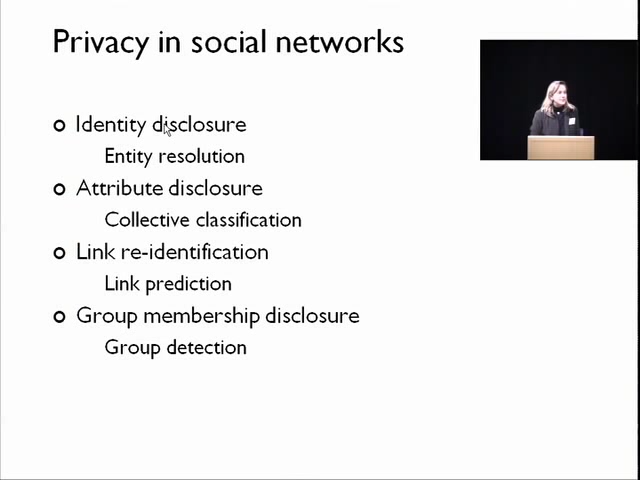 Privacy in social networks
Identity disclosure
Entity resolution
Attribute disclosure
Collective classification
Link re-identification
Link prediction
Group membership disclosure
Group detection